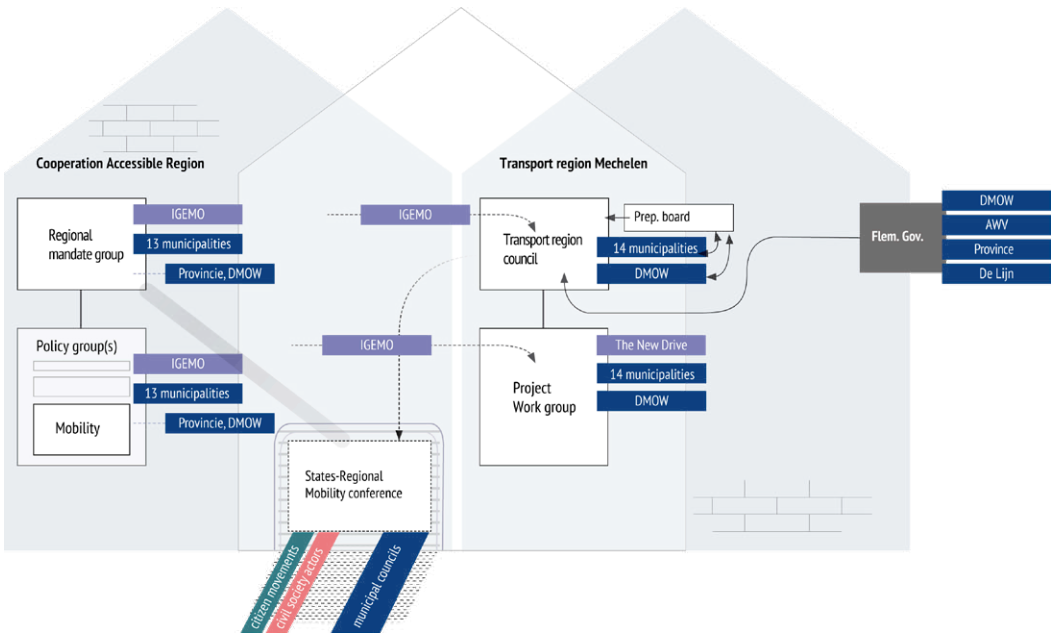 Cooperation Accessible Region
Regional
mandate group
IGEMO
13 municipalities
Provincie, DMOW
Policy group(s)
IGEMO
13 municipalities
Mobility
Provincie, DMOW
Transport region Mechelen
IGEMO
Transport region
council
Prep. board
14 municipalities
DMOW
IGEMO
Project
Work group
The New Drive
14 municipalities
DMOW
Flem. Gov.
DMOW
AWV
Province
De Lijn
States-Regional
Mobility conference
citizen movements
civil society actors
municipal councils